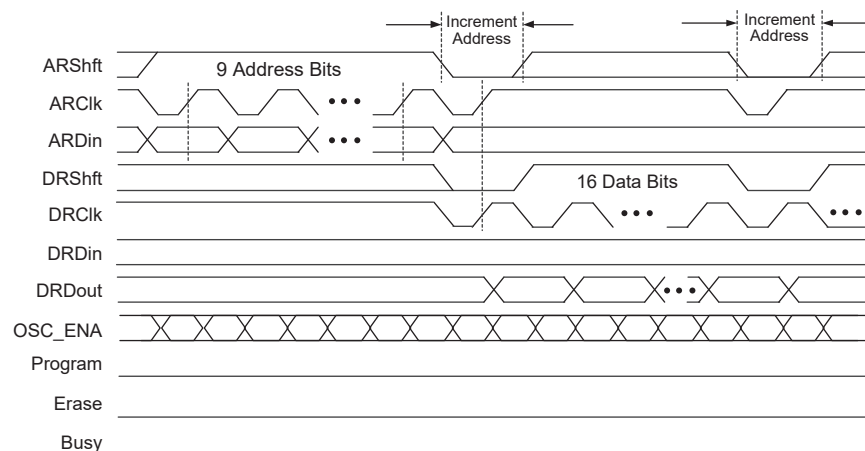 Increment
Address
Increment
Address
ARShft
9 Address Bits
ARClk
ARDin
DRShft
16 Data Bits
DRClk
DRDin
DRDout
OSC_ENA
Program
Erase
Busy